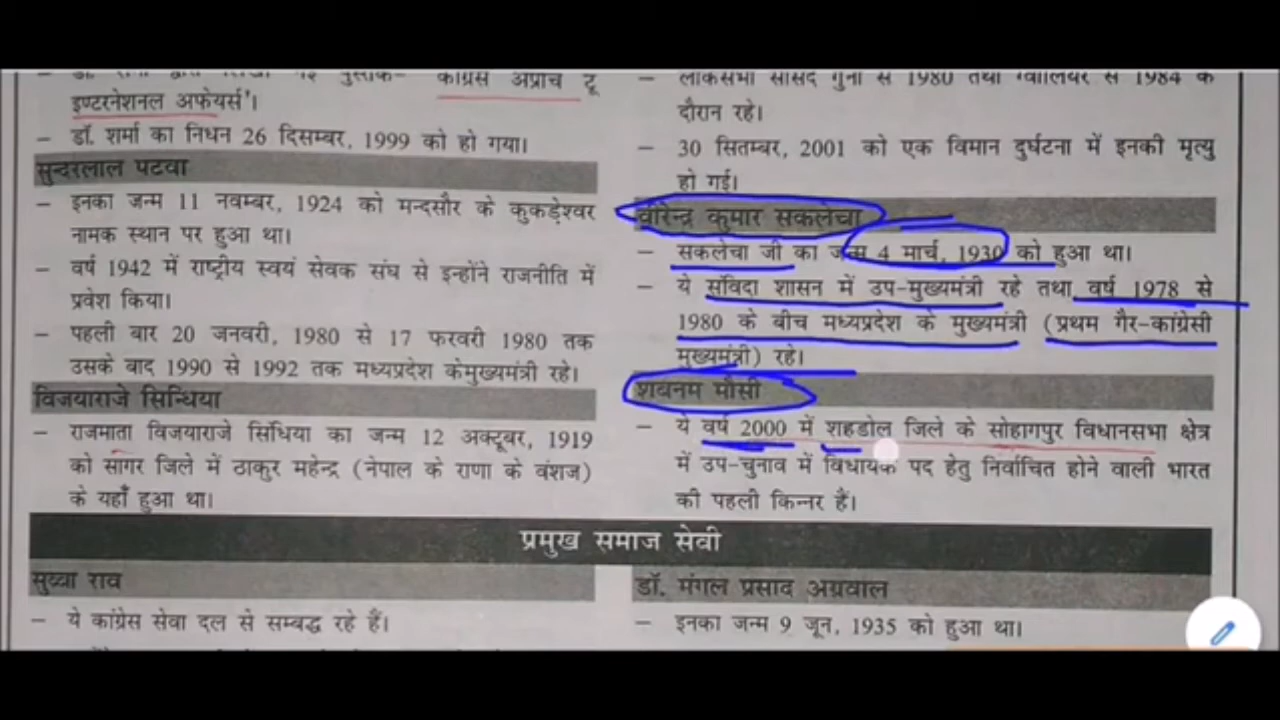 इण्टरनेशनल अफेयर्स'।
– डॉ. शर्मा का निधन 26 दिसम्बर, 1999 को हो गया।
सुन्दरलाल पटवा
– इनका जन्म 11 नवम्बर, 1924 को मन्दसौर के कुकड़ेश्वर
नामक स्थान पर हुआ था।
– वर्ष 1942 में राष्ट्रीय स्वयं सेवक संघ से इन्होंने राजनीति में
प्रवेश किया।
– पहली बार 20 जनवरी, 1980 से 17 फरवरी 1980 तक
उसके बाद 1990 से 1992 तक मध्यप्रदेश केमुख्यमंत्री रहे।
विजयाराजे सिन्धिया
– राजमाता विजयाराजे सिंधिया का जन्म 12 अक्टूबर, 1919
को सागर जिले में ठाकुर महेन्द्र (नेपाल के राणा के वंशज)
के यहाँ हुआ था।
– लोकसभा सांसद गुना से 1980 तथा ग्वालियर से 1984 के
दौरान रहे।
– 30 सितम्बर, 2001 को एक विमान दुर्घटना में इनकी मृत्यु
हो गई।
वीरेन्द्र कुमार सकलेचा
– सकलेचा जी का जन्म 4 मार्च, 1930 को हुआ था।
– ये संविदा शासन में उप-मुख्यमंत्री रहे तथा वर्ष 1978 से
1980 के बीच मध्यप्रदेश के मुख्यमंत्री (प्रथम गैर-कांग्रेसी
मुख्यमंत्री) रहे।
शबनम मौसी
– ये वर्ष 2000 में शहडोल जिले के सोहागपुर विधानसभा क्षेत्र
में उप-चुनाव में विधायक पद हेतु निर्वाचित होने वाली भारत
की पहली किन्नर हैं।
प्रमुख समाज सेवी
सुब्बा राव
– ये कांग्रेस सेवा दल से सम्बद्ध रहे हैं।
डॉ. मंगल प्रसाद अग्रवाल
– इनका जन्म 9 जून, 1935 को हुआ था।